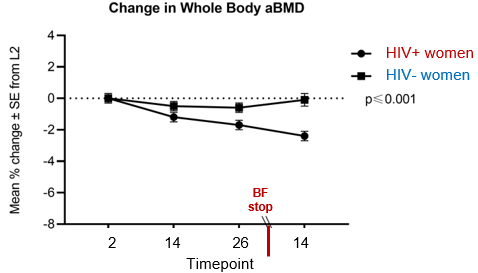 Change in Whole Body aBMD
Mean % change ± SE from L2
4
2
0
-2
-4
-6
-8
HIV+ women
HIV- women
p⩽0.001
BF
stop
2 14 26 14
Timepoint